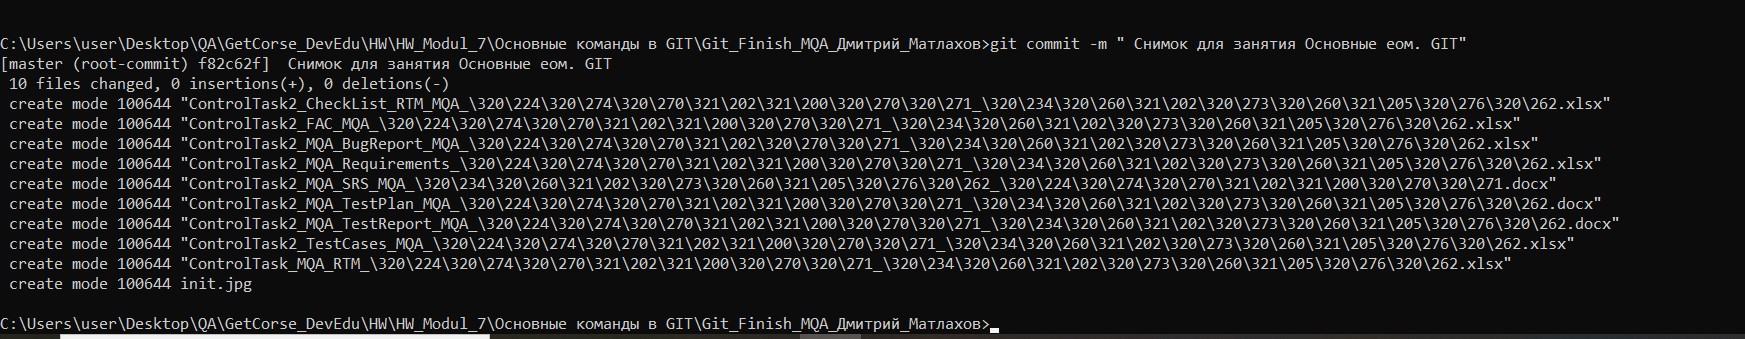 C:\Users\user\Desktop\QA\GetCorse_DevEdu\HW\HW_Modul_7\Основные команды в GIT\Git_Finish_MQA_Дмитрий_Матлахов>git commit -m " Снимок для занятия Основные еом. GIT"
[master (root-commit) f82c62f]  Снимок для занятия Основные еом. GIT
 10 files changed, 0 insertions(+), 0 deletions(-)
 create mode 100644 "ControlTask2_CheckList_RTM_MQA_\320\224\320\274\320\270\321\202\321\200\320\270\320\271_\320\234\320\260\321\202\320\273\320\260\321\205\320\276\320\262.xlsx"
 create mode 100644 "ControlTask2_FAC_MQA_\320\224\320\274\320\270\321\202\321\200\320\270\320\271_\320\234\320\260\321\202\320\273\320\260\321\205\320\276\320\262.xlsx"
 create mode 100644 "ControlTask2_MQA_BugReport_MQA_\320\224\320\274\320\270\321\202\320\270\320\271_\320\234\320\260\321\202\320\273\320\260\321\205\320\276\320\262.xlsx"
 create mode 100644 "ControlTask2_MQA_Requirements_\320\224\320\274\320\270\321\202\321\200\320\270\320\271_\320\234\320\260\321\202\320\273\320\260\321\205\320\276\320\262.xlsx"
 create mode 100644 "ControlTask2_MQA_SRS_MQA_\320\234\320\260\321\202\320\273\320\260\321\205\320\276\320\262_\320\224\320\274\320\270\321\202\321\200\320\270\320\271.docx"
 create mode 100644 "ControlTask2_MQA_TestPlan_MQA_\320\224\320\274\320\270\321\202\321\200\320\270\320\271_\320\234\320\260\321\202\320\273\320\260\321\205\320\276\320\262.docx"
 create mode 100644 "ControlTask2_MQA_TestReport_MQA_\320\224\320\274\320\270\321\202\321\200\320\270\320\271_\320\234\320\260\321\202\320\273\320\260\321\205\320\276\320\262.docx"
 create mode 100644 "ControlTask2_TestCases_MQA_\320\224\320\274\320\270\321\202\321\200\320\270\320\271_\320\234\320\260\321\202\320\273\320\260\321\205\320\276\320\262.xlsx"
 create mode 100644 "ControlTask_MQA_RTM_\320\224\320\274\320\270\321\202\321\200\320\270\320\271_\320\234\320\260\321\202\320\273\320\260\321\205\320\276\320\262.xlsx"
 create mode 100644 init.jpg
C:\Users\user\Desktop\QA\GetCorse_DevEdu\HW\HW_Modul_7\Основные команды в GIT\Git_Finish_MQA_Дмитрий_Матлахов>